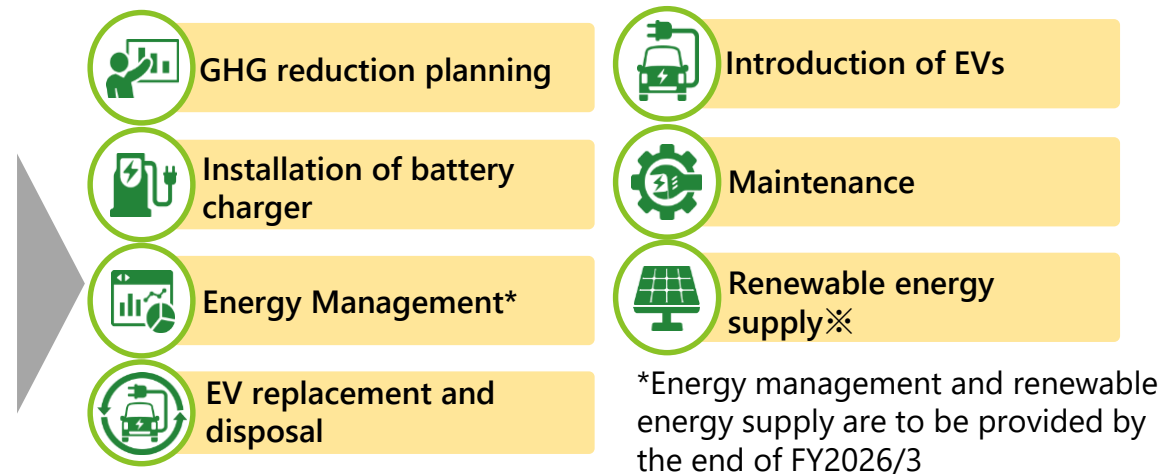 GHG reduction planning
Introduction of EVs
Installation of battery
charger
Maintenance
Energy Management*
Renewable energy
supply※
EV replacement and
disposal
*Energy management and renewable
energy supply are to be provided by
the end of FY2026/3